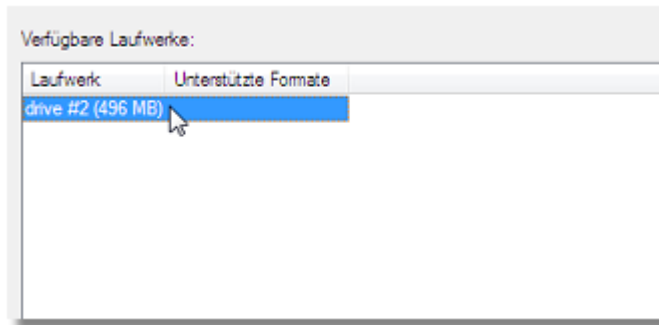 Verfügbare Laufwerke:
Laufwerk Unterstützte Formate
drive #2 (496 MB)